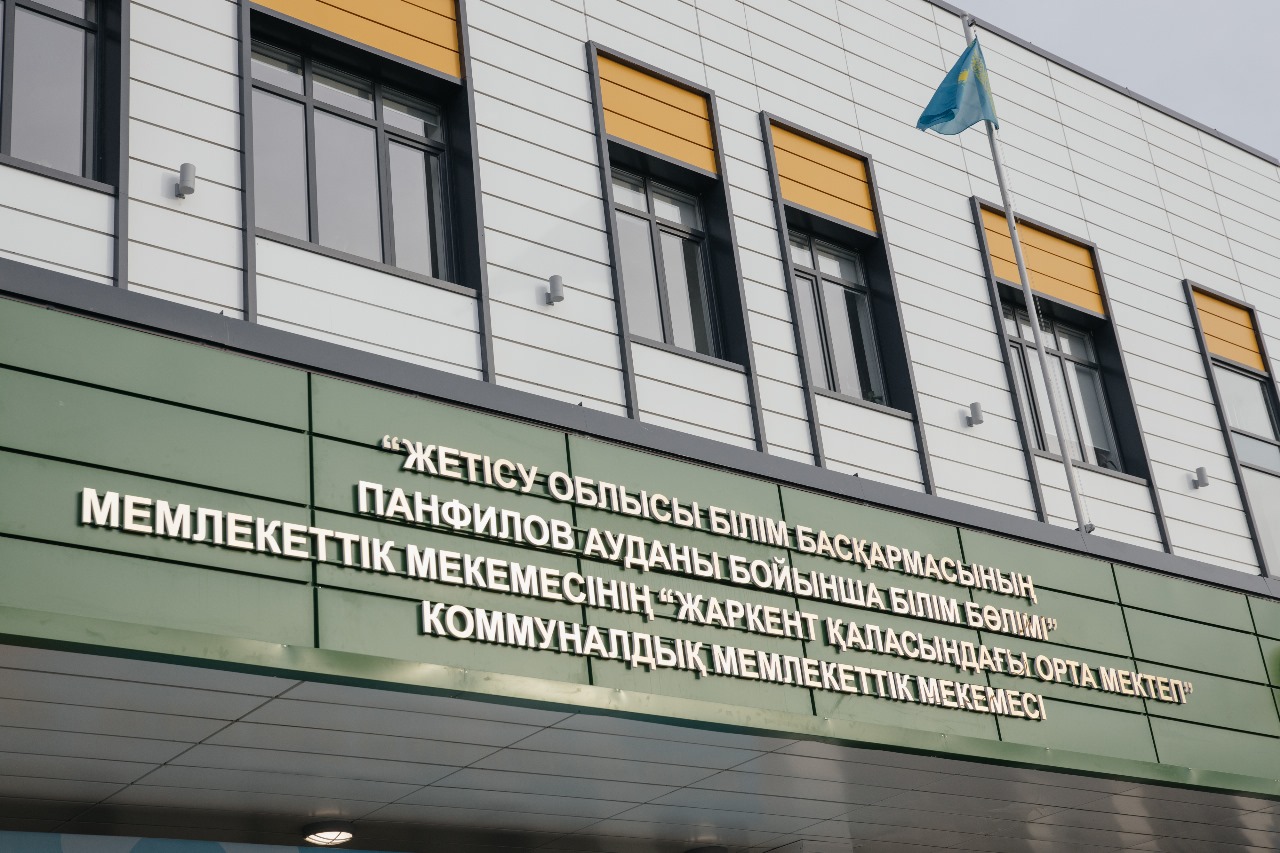 “ЖЕТІСУ ОБЛЫСЫ БІЛІМ БАСҚАРМАСЫНЫҢ
ПАНФИЛОВ АУДАНЫ БОЙЫНША БІЛІМ БӨЛІМІ”
МЕМЛЕКЕТТІК МЕКЕМЕСІНІҢ “ЖАРКЕНТ ҚАЛАСЫНДАҒЫ ОРТА МЕКТЕП”
КОММУНАЛДЫҚ МЕМЛЕКЕТТІК МЕКЕМЕСІ